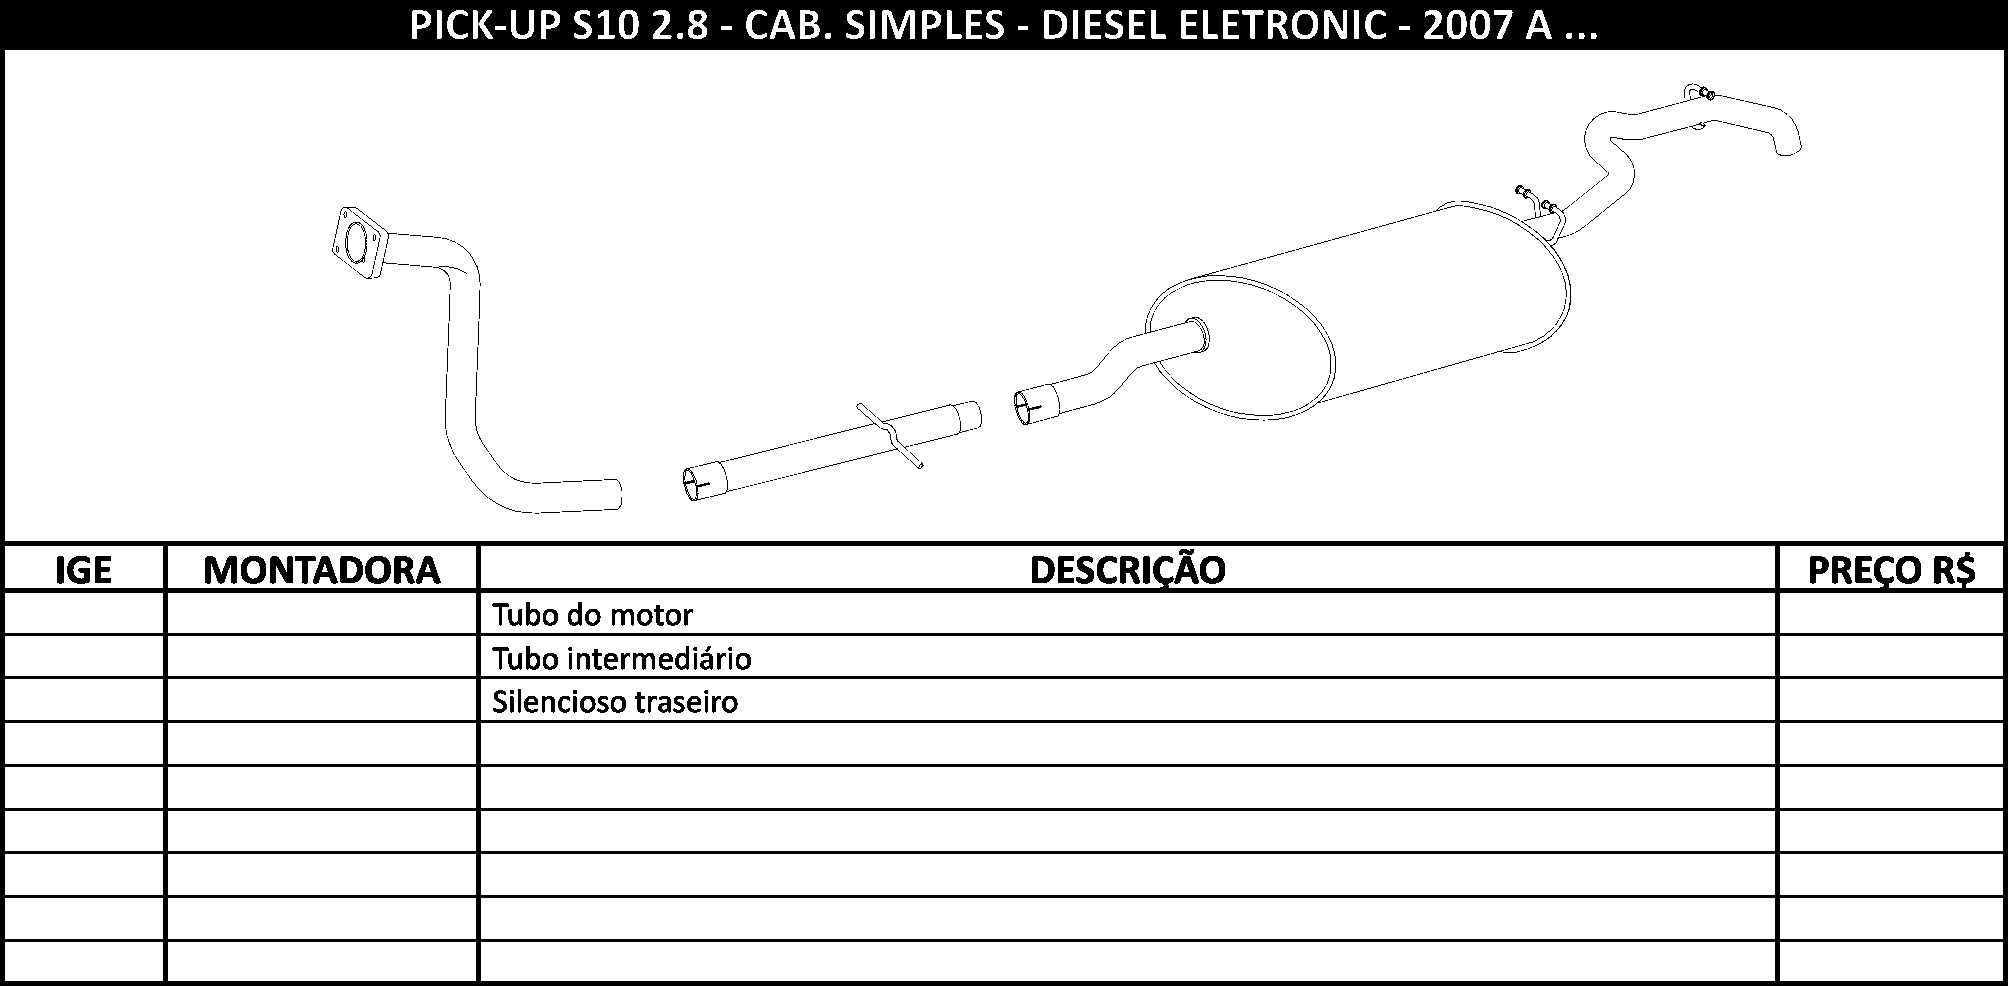 PICK-UP S10 2.8 - CAB. SIMPLES - DIESEL ELETRONIC - 2007 A ...
IGE MONTADORA DESCRIÇÃO PREÇO R$
Tubo do motor
Tubo intermediário
Silencioso traseiro